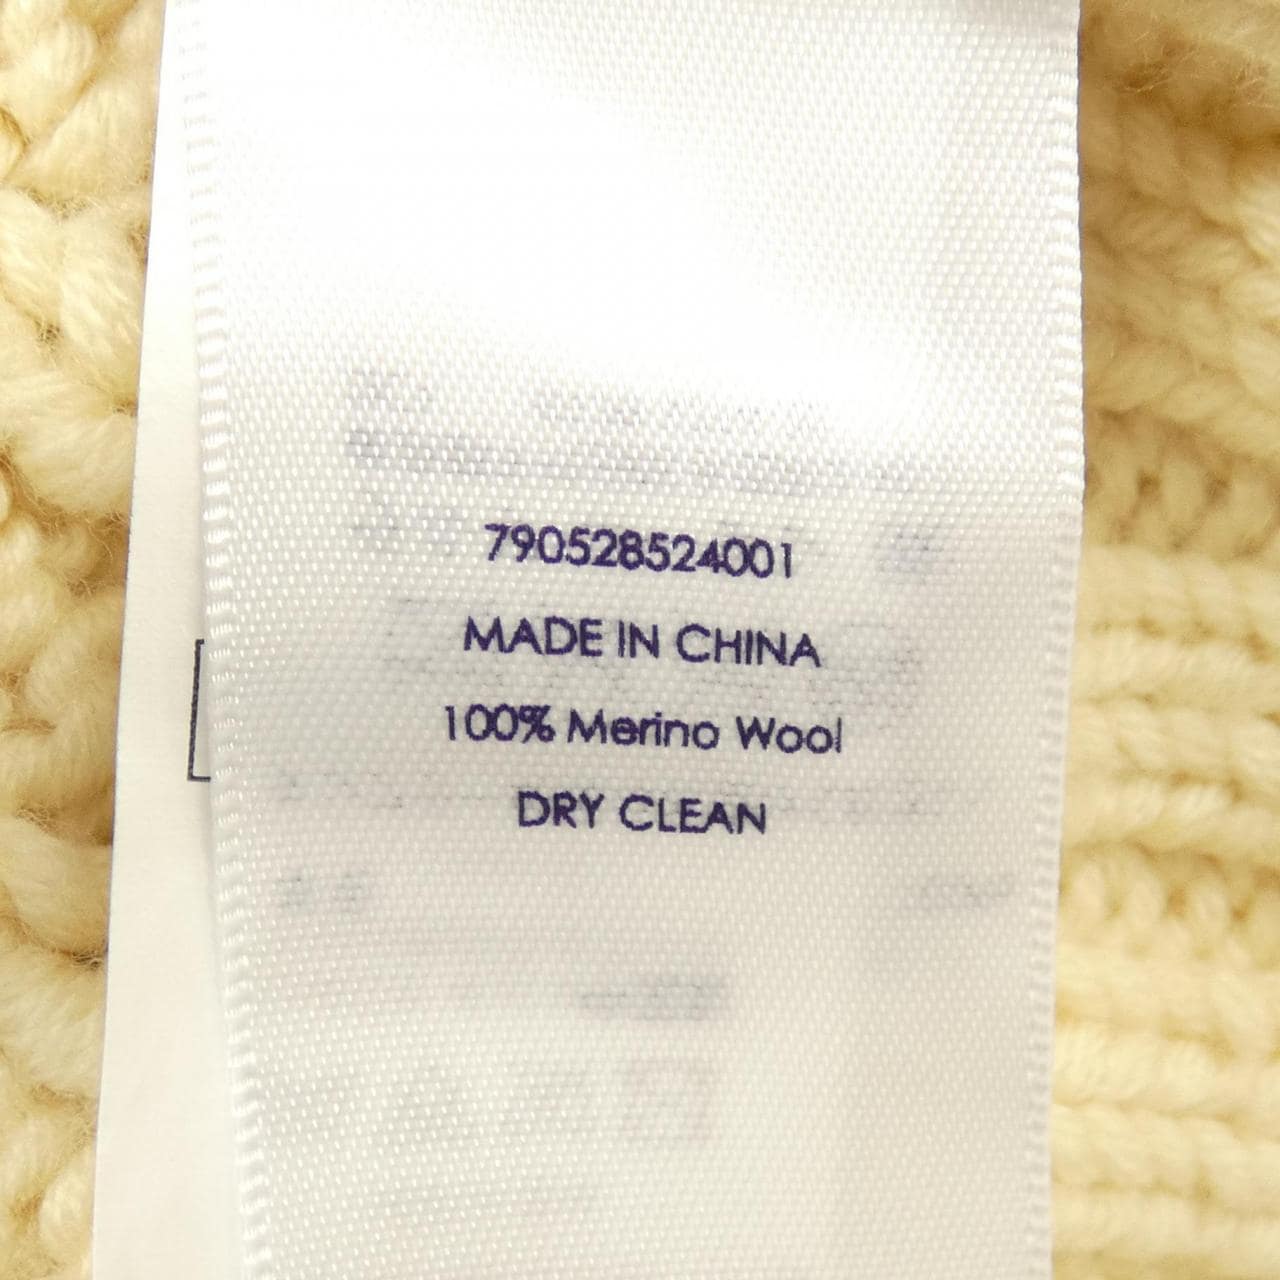 790528524001
MADE IN CHINA
100% Merino Wool
DRY CLEAN